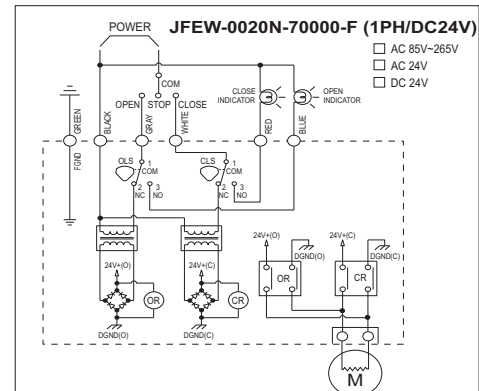 POWER
JFEW-0020N-70000-F (1PH/DC24V)
AC 85V~265V
AC 24V
DC 24V
COM
OPEN STOP CLOSE
CLOSE INDICATOR
OPEN INDICATOR
GREEN
BLACK
GRAY
WHITE
RED
BLUE
FGND
OLS
1
COM
2
NC
3
NO
CLS
1
COM
2
NC
3
NO
24V+(O)
OR
DGND(O)
24V+(C)
CR
DGND(C)
24V+(O)
DGND(O)
OR
24V+(C)
DGND(C)
CR
M